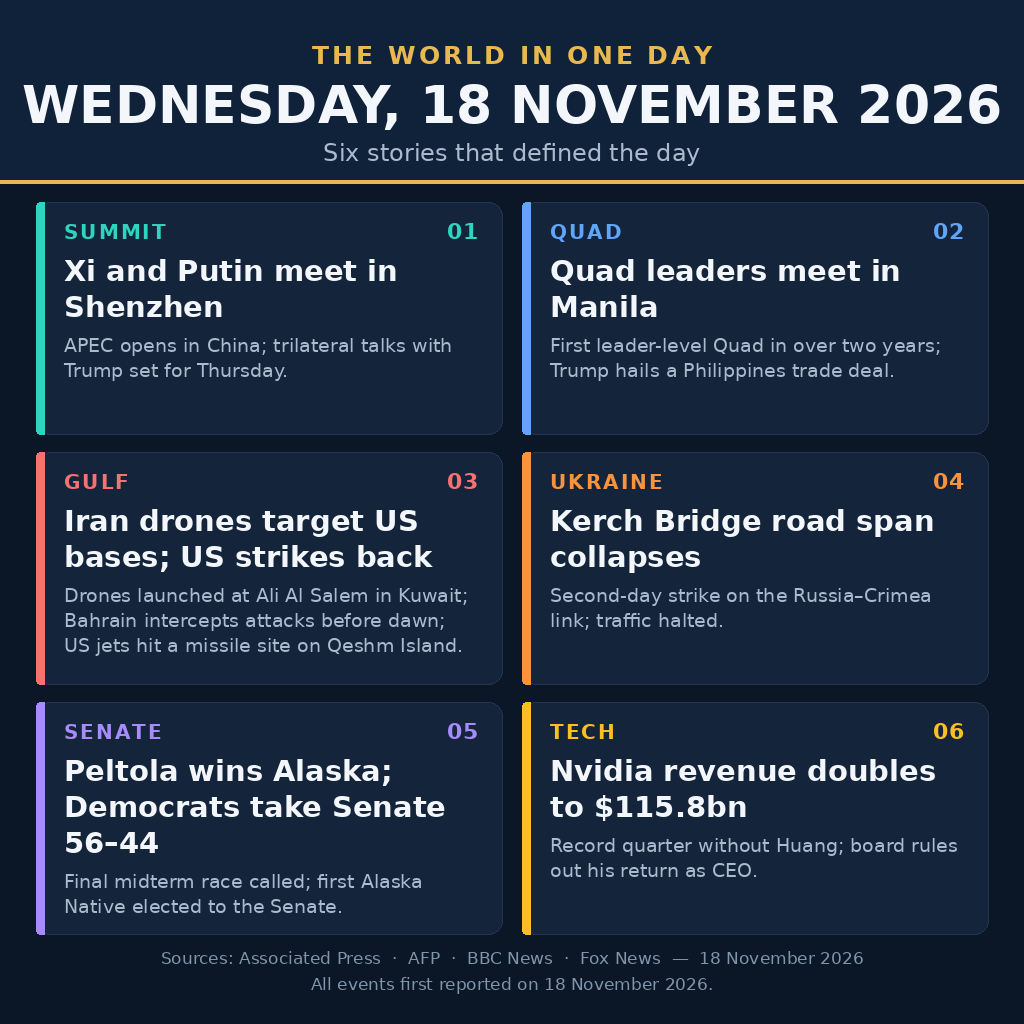 THE WORLD IN ONE DAY
WEDNESDAY, 18 NOVEMBER 2026
Six stories that defined the day
SUMMIT 01
Xi and Putin meet in
Shenzhen
APEC opens in China; trilateral talks with
Trump set for Thursday.
QUAD 02
Quad leaders meet in
Manila
First leader-level Quad in over two years;
Trump hails a Philippines trade deal.
GULF 03
Iran drones target US
bases; US strikes back
Drones launched at Ali Al Salem in Kuwait;
Bahrain intercepts attacks before dawn;
US jets hit a missile site on Qeshm Island.
UKRAINE 04
Kerch Bridge road span
collapses
Second-day strike on the Russia–Crimea
link; traffic halted.
SENATE 05
Peltola wins Alaska;
Democrats take Senate
56–44
Final midterm race called; first Alaska
Native elected to the Senate.
TECH 06
Nvidia revenue doubles
to $115.8bn
Record quarter without Huang; board rules
out his return as CEO.
Sources: Associated Press · AFP · BBC News · Fox News — 18 November 2026
All events first reported on 18 November 2026.